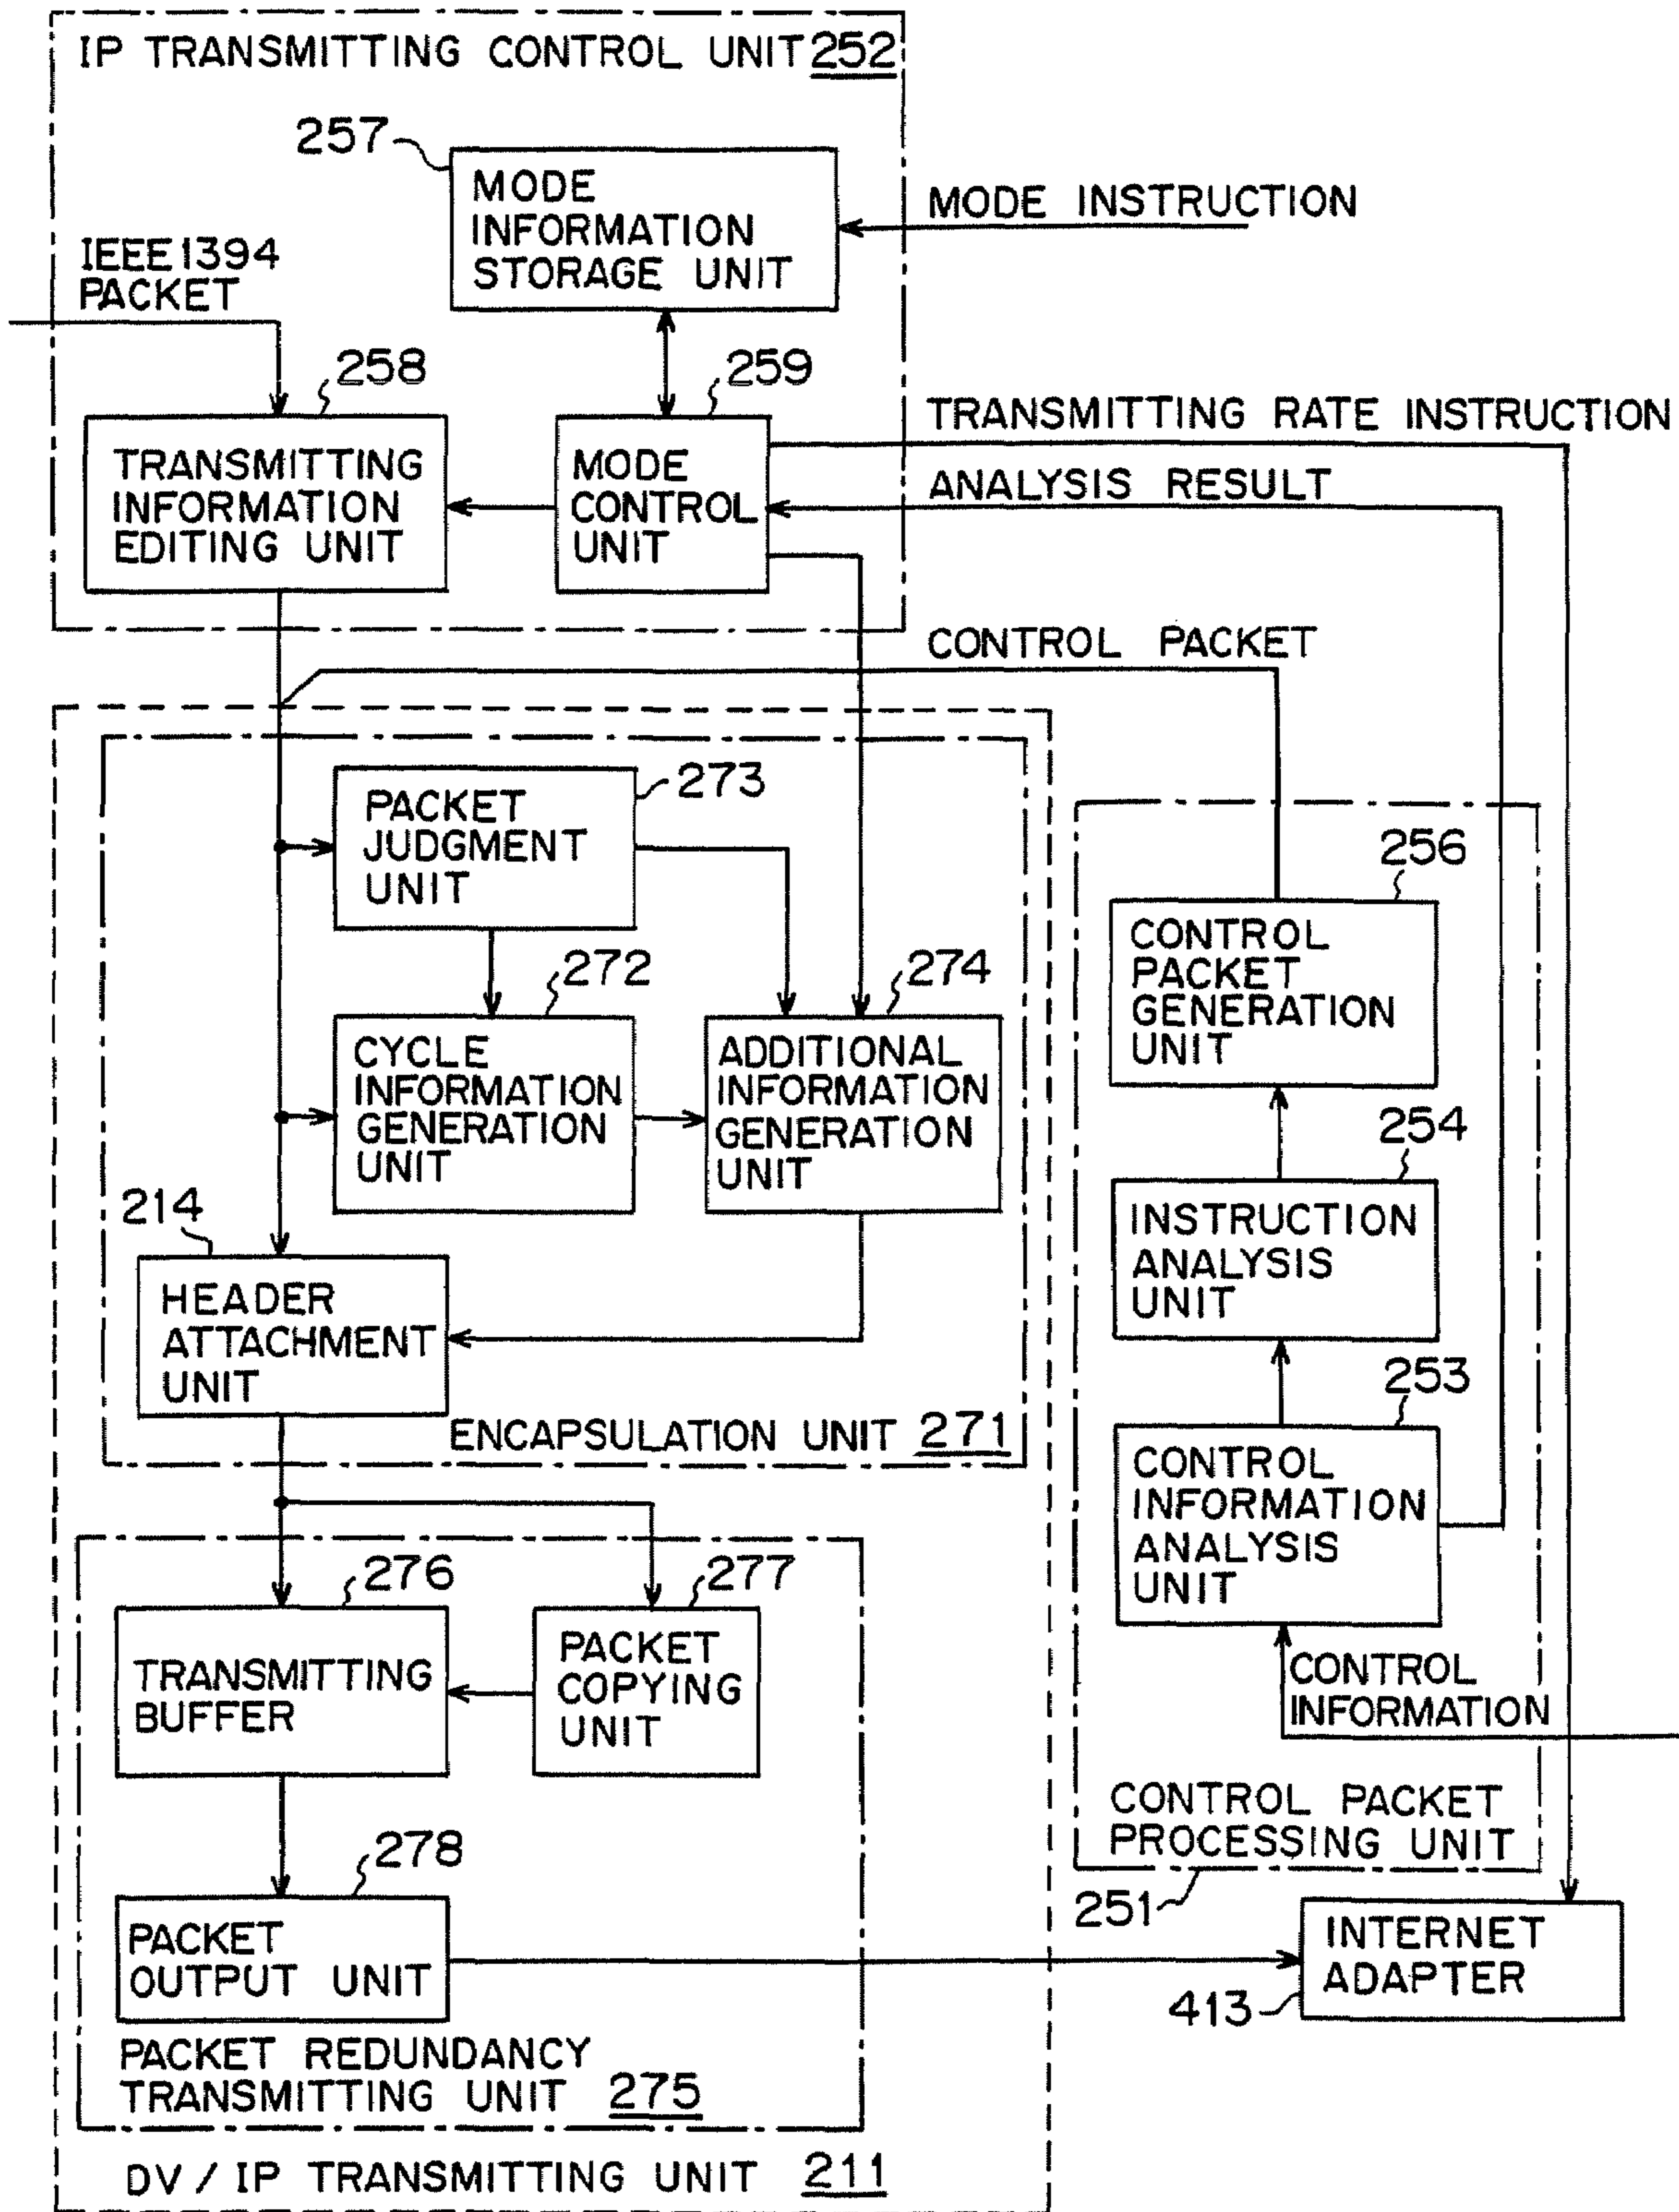 IP TRANSMITTING CONTROL UNIT 252
257
MODE
INFORMATION
STORAGE UNIT
MODE INSTRUCTION
IEEE1394
PACKET
258
259
TRANSMITTING RATE INSTRUCTION
TRANSMITTING
INFORMATION
EDITING UNIT
MODE
CONTROL
UNIT
ANALYSIS RESULT
CONTROL PACKET
273
PACKET
JUDGMENT
UNIT
256
CONTROL
PACKET
GENERATION
UNIT
272
274
CYCLE
INFORMATION
GENERATION
UNIT
ADDITIONAL
INFORMATION
GENERATION
UNIT
254
INSTRUCTION
ANALYSIS
UNIT
214
HEADER
ATTACHMENT
UNIT
253
ENCAPSULATION UNIT 271
CONTROL
INFORMATION
ANALYSIS
UNIT
276
277
TRANSMITTING
BUFFER
PACKET
COPYING
UNIT
CONTROL
INFORMATION
CONTROL PACKET
PROCESSING UNIT
251
278
PACKET
OUTPUT UNIT
INTERNET
ADAPTER
413
PACKET REDUNDANCY
TRANSMITTING UNIT 275
DV / IP TRANSMITTING UNIT 211